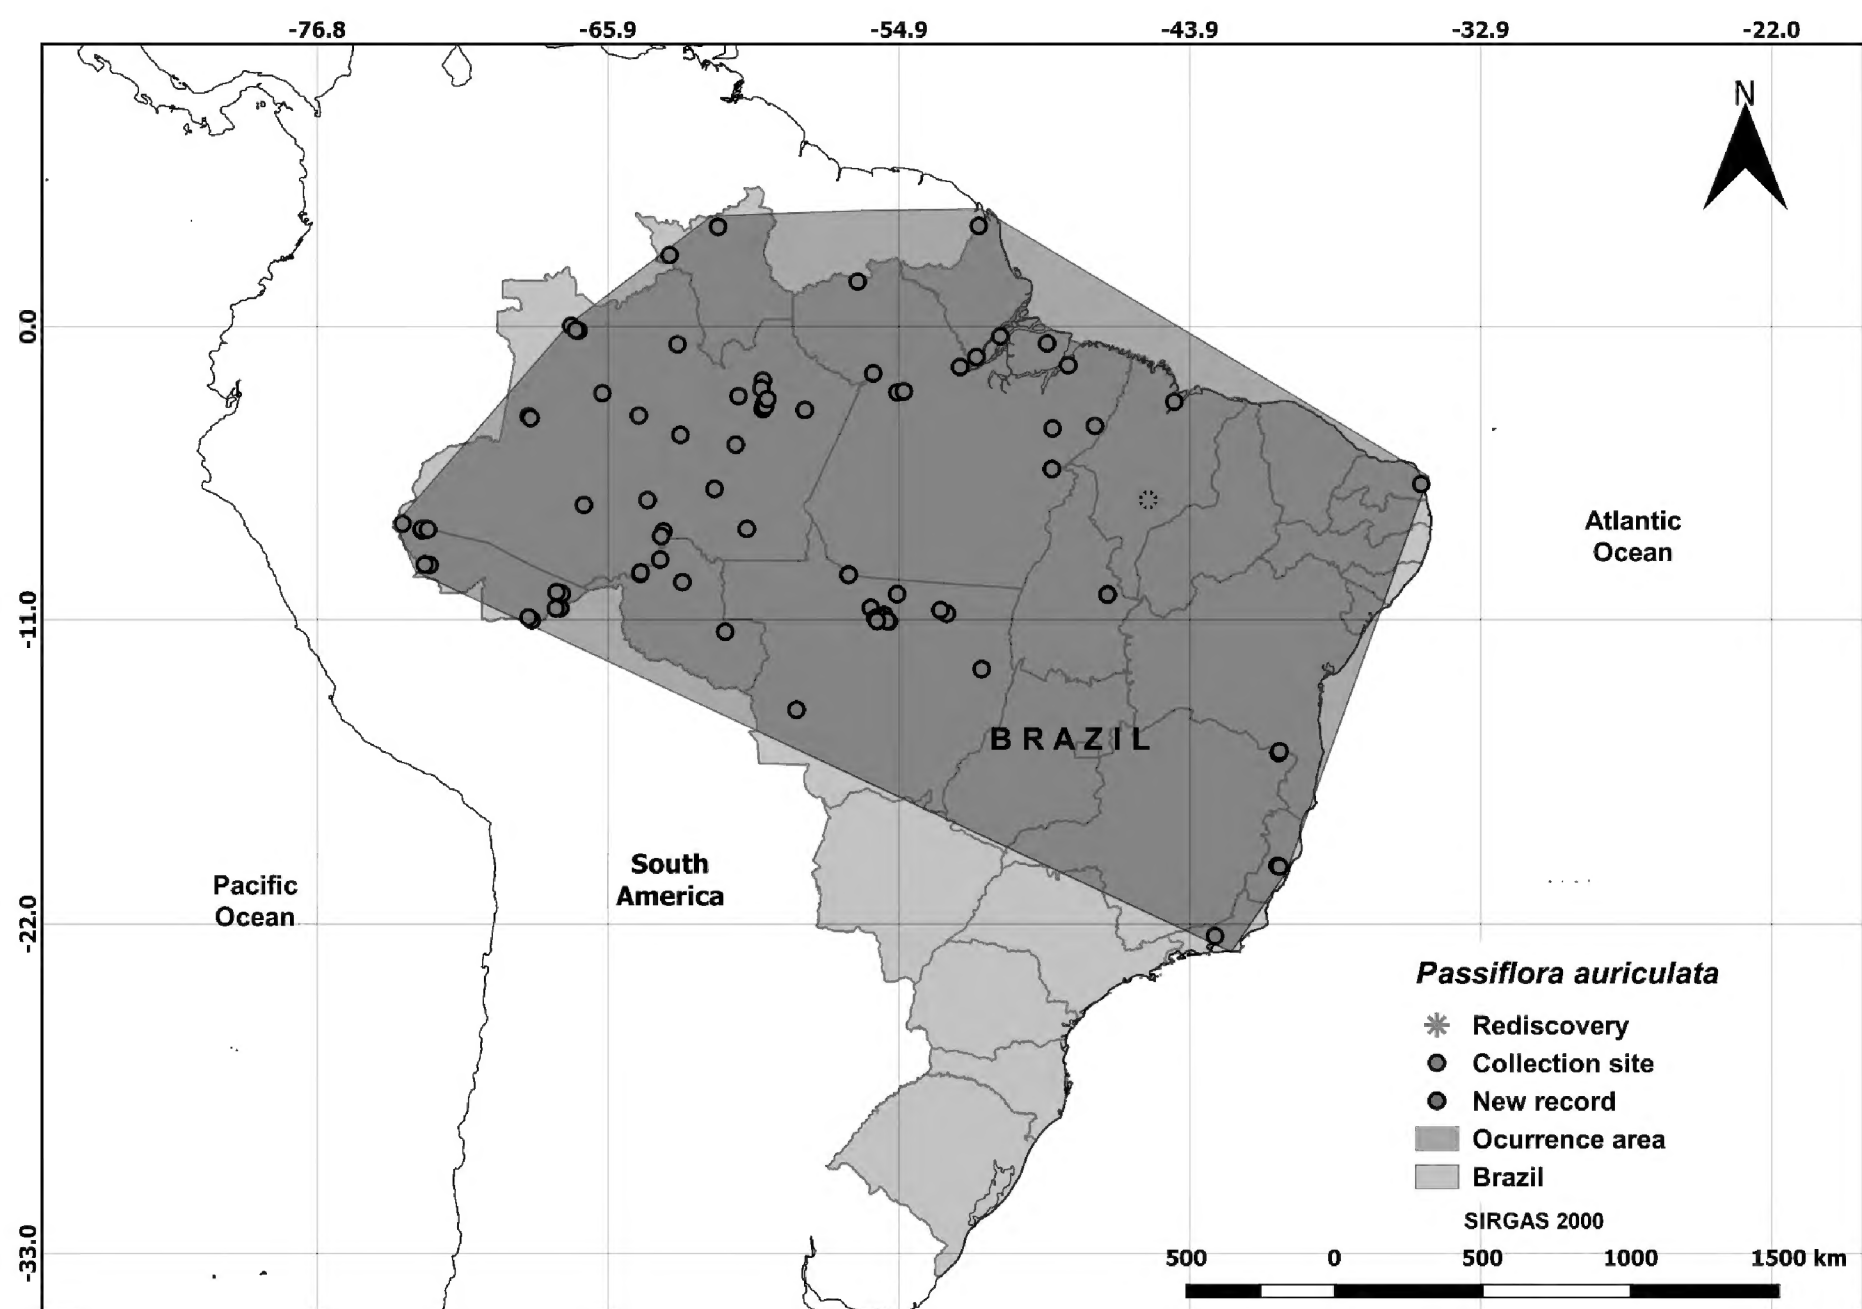 -76.8 -65.9 -54.9 -43.9 -32.9 -22.0
N
0.0
-11.0
-22.0
-33.0
BRAZIL
Atlantic
Ocean
South
America
Pacific
Ocean
Passiflora auriculata
Rediscovery
Collection site
New record
Ocurrence area
Brazil
SIRGAS 2000
500 0 500 1000 1500 km